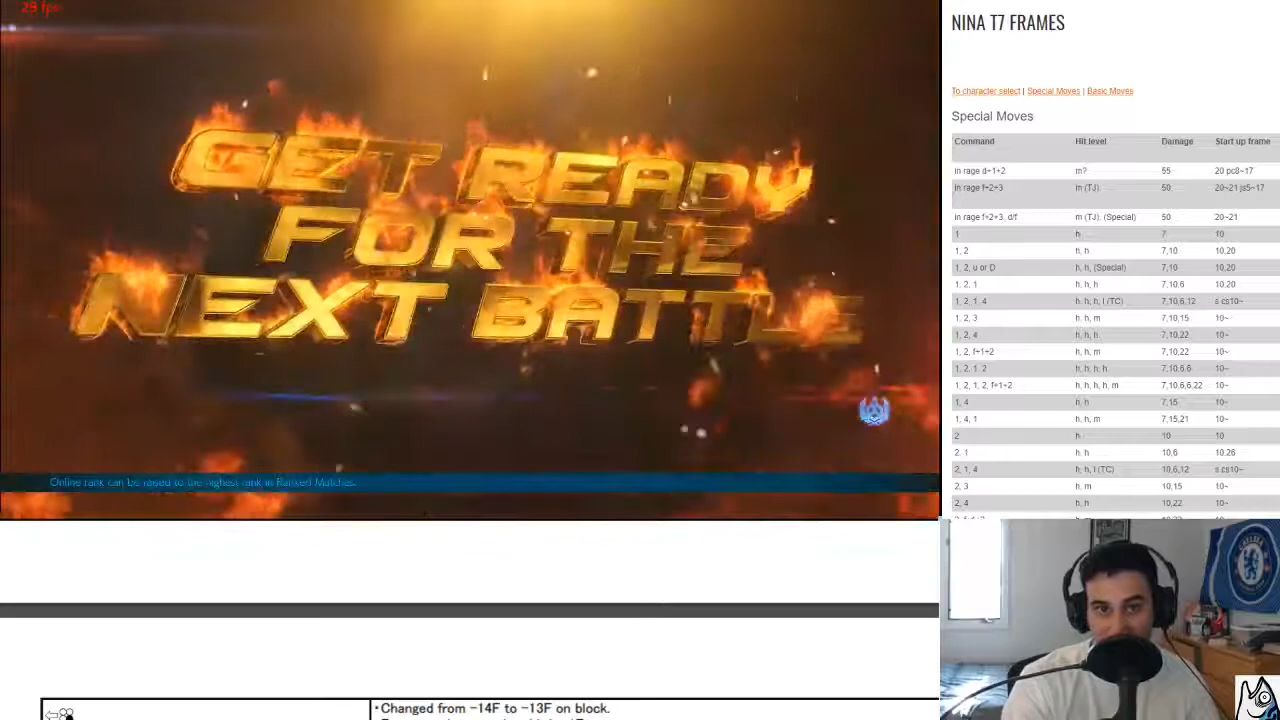 29 fps
GET READY
FOR THE
NEXT BATTLE
Online rank can be raised to the highest rank in Ranked Matches.
NINA T7 FRAMES
To character select | Special Moves | Basic Moves
Special Moves
Command Hit level Damage Start up frame
in rage d+1+2 m? 55 20 pc8~17
in rage f+2+3 m (TJ) 50 20~21 js5~17
in rage f+2+3, d/f m (TJ), (Special) 50 20~21
1 h 7 10
1, 2 h, h 7,10 10,20
1, 2, u or D h, h, (Special) 7,10 10,20
1, 2, 1 h, h, h 7,10,6 10,20
1, 2, 1, 4 h, h, h, l (TC) 7,10,6,12 s cs10~
1, 2, 3 h, h, m 7,10,15 10~
1, 2, 4 h, h, h 7,10,22 10~
1, 2, f+1+2 h, h, m 7,10,22 10~
1, 2, 1, 2 h, h, h, h 7,10,6,6 10~
1, 2, 1, 2, f+1+2 h, h, h, h, m 7,10,6,6,22 10~
1, 4 h, h 7,15 10~
1, 4, 1 h, h, m 7,15,21 10~
2 h 10 10
2, 1 h, h 10,6 10,26
2, 1, 4 h, h, l (TC) 10,6,12 s cs10~
2, 3 h, m 10,15 10~
2, 4 h, h 10,22 10~
・Changed from −14F to −13F on block.
CHELSEA